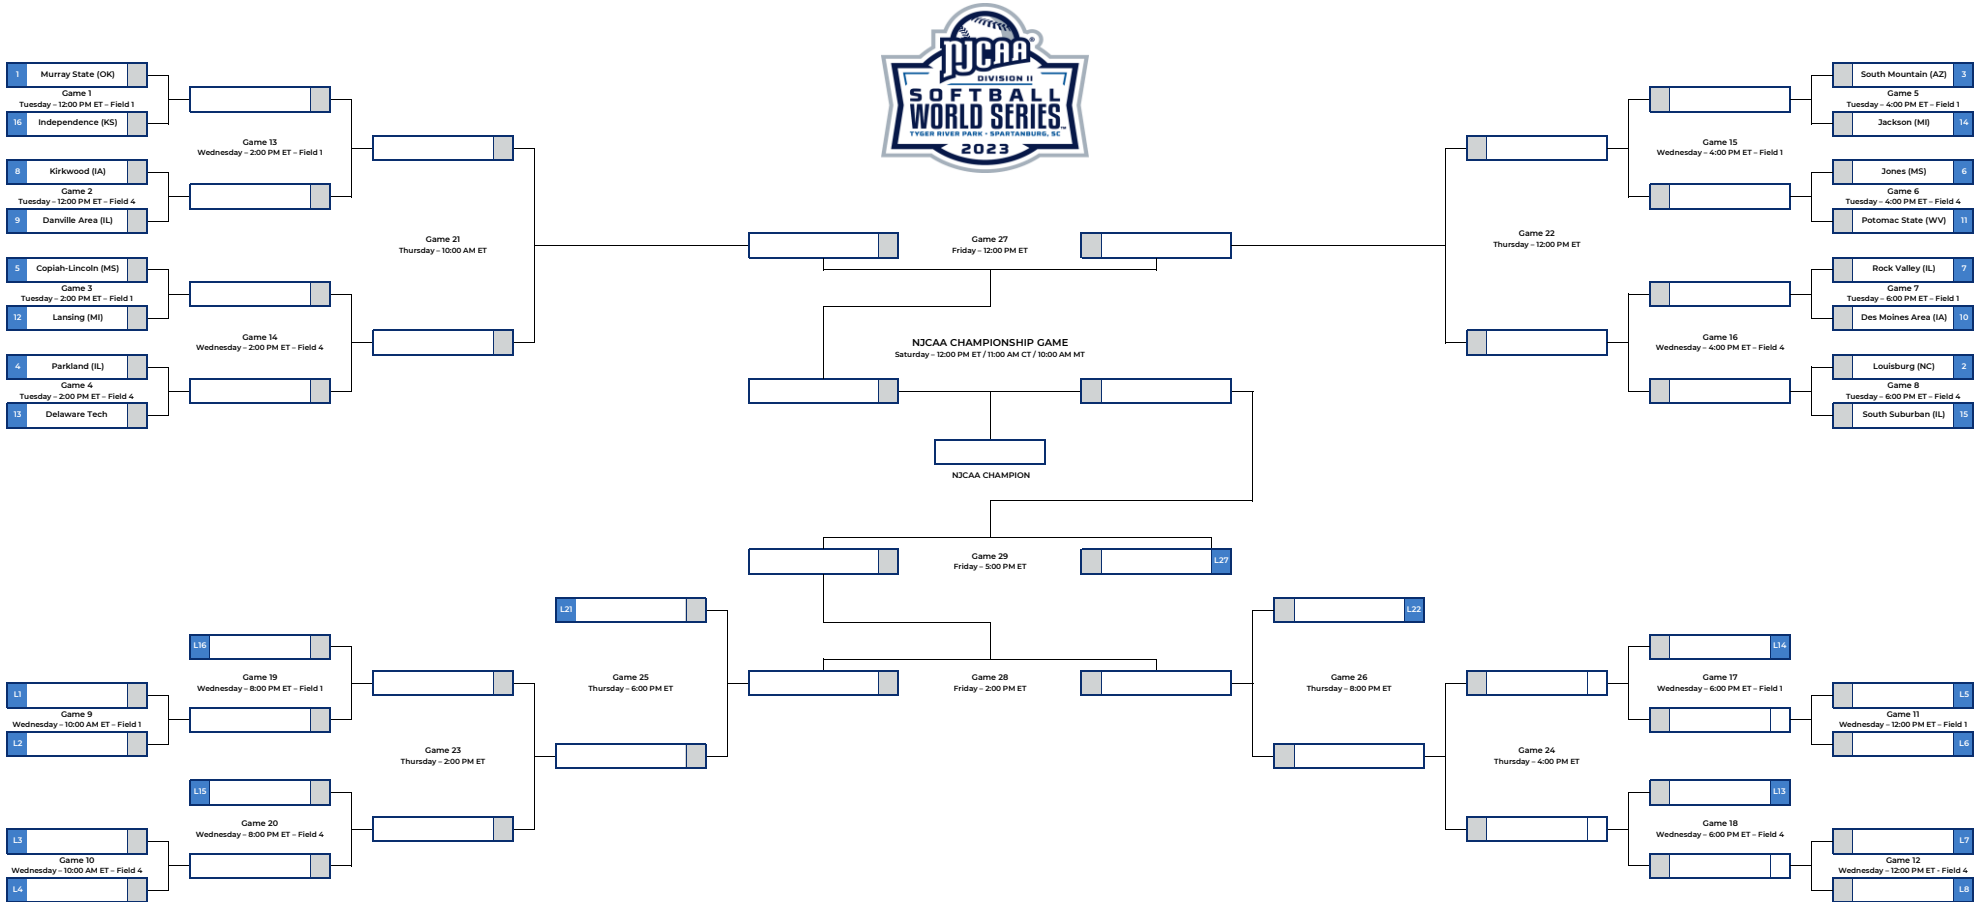 NJCAA
DIVISION II
SOFTBALL
WORLD SERIES
TYGER RIVER PARK • SPARTANBURG, SC
2023
1 Murray State (OK)
Game 1
Tuesday – 12:00 PM ET – Field 1
16 Independence (KS)
8 Kirkwood (IA)
Game 2
Tuesday – 12:00 PM ET – Field 4
9 Danville Area (IL)
5 Copiah-Lincoln (MS)
Game 3
Tuesday – 2:00 PM ET – Field 1
12 Lansing (MI)
4 Parkland (IL)
Game 4
Tuesday – 2:00 PM ET – Field 4
13 Delaware Tech
Game 13
Wednesday – 2:00 PM ET – Field 1
Game 14
Wednesday – 2:00 PM ET – Field 4
Game 21
Thursday – 10:00 AM ET
Game 27
Friday – 12:00 PM ET
NJCAA CHAMPIONSHIP GAME
Saturday – 12:00 PM ET / 11:00 AM CT / 10:00 AM MT
NJCAA CHAMPION
Game 22
Thursday – 12:00 PM ET
Game 15
Wednesday – 4:00 PM ET – Field 1
Game 16
Wednesday – 4:00 PM ET – Field 4
South Mountain (AZ) 3
Game 5
Tuesday – 4:00 PM ET – Field 1
Jackson (MI) 14
Jones (MS) 6
Game 6
Tuesday – 4:00 PM ET – Field 4
Potomac State (WV) 11
Rock Valley (IL) 7
Game 7
Tuesday – 6:00 PM ET – Field 1
Des Moines Area (IA) 10
Louisburg (NC) 2
Game 8
Tuesday – 6:00 PM ET – Field 4
South Suburban (IL) 15
Game 29
Friday – 5:00 PM ET
L27
L21
L22
Game 25
Thursday – 6:00 PM ET
Game 28
Friday – 2:00 PM ET
Game 26
Thursday – 8:00 PM ET
L16
Game 19
Wednesday – 8:00 PM ET – Field 1
L1
Game 9
Wednesday – 10:00 AM ET – Field 1
L2
Game 23
Thursday – 2:00 PM ET
L15
Game 20
Wednesday – 8:00 PM ET – Field 4
L3
Game 10
Wednesday – 10:00 AM ET – Field 4
L4
L14
Game 17
Wednesday – 6:00 PM ET – Field 1
L5
Game 11
Wednesday – 12:00 PM ET – Field 1
L6
Game 24
Thursday – 4:00 PM ET
L13
Game 18
Wednesday – 6:00 PM ET – Field 4
L7
Game 12
Wednesday – 12:00 PM ET - Field 4
L8